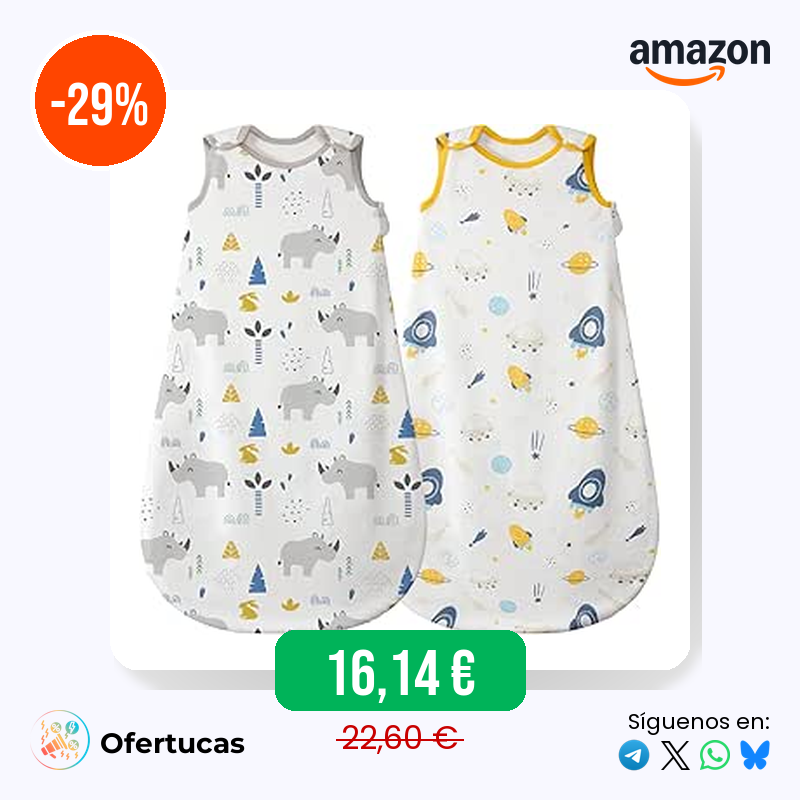 -29%
amazon
16,14 €
22,60 €
Ofertucas
Síguenos en: